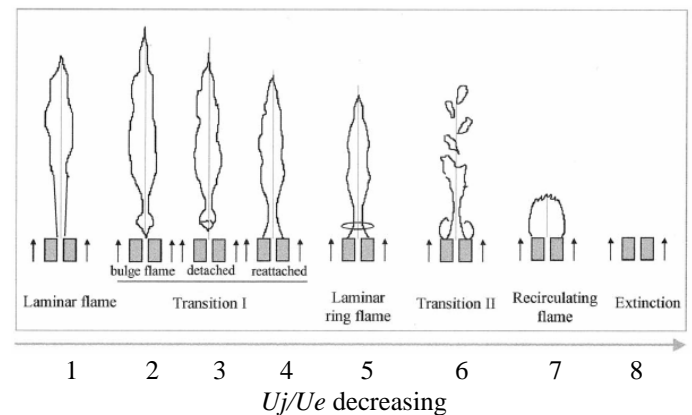 bulge flame detached reattached
Laminar flame
Transition I
Laminar
ring flame
Transition II
Recirculating
flame
Extinction
1 2 3 4 5 6 7 8
Uj/Ue decreasing